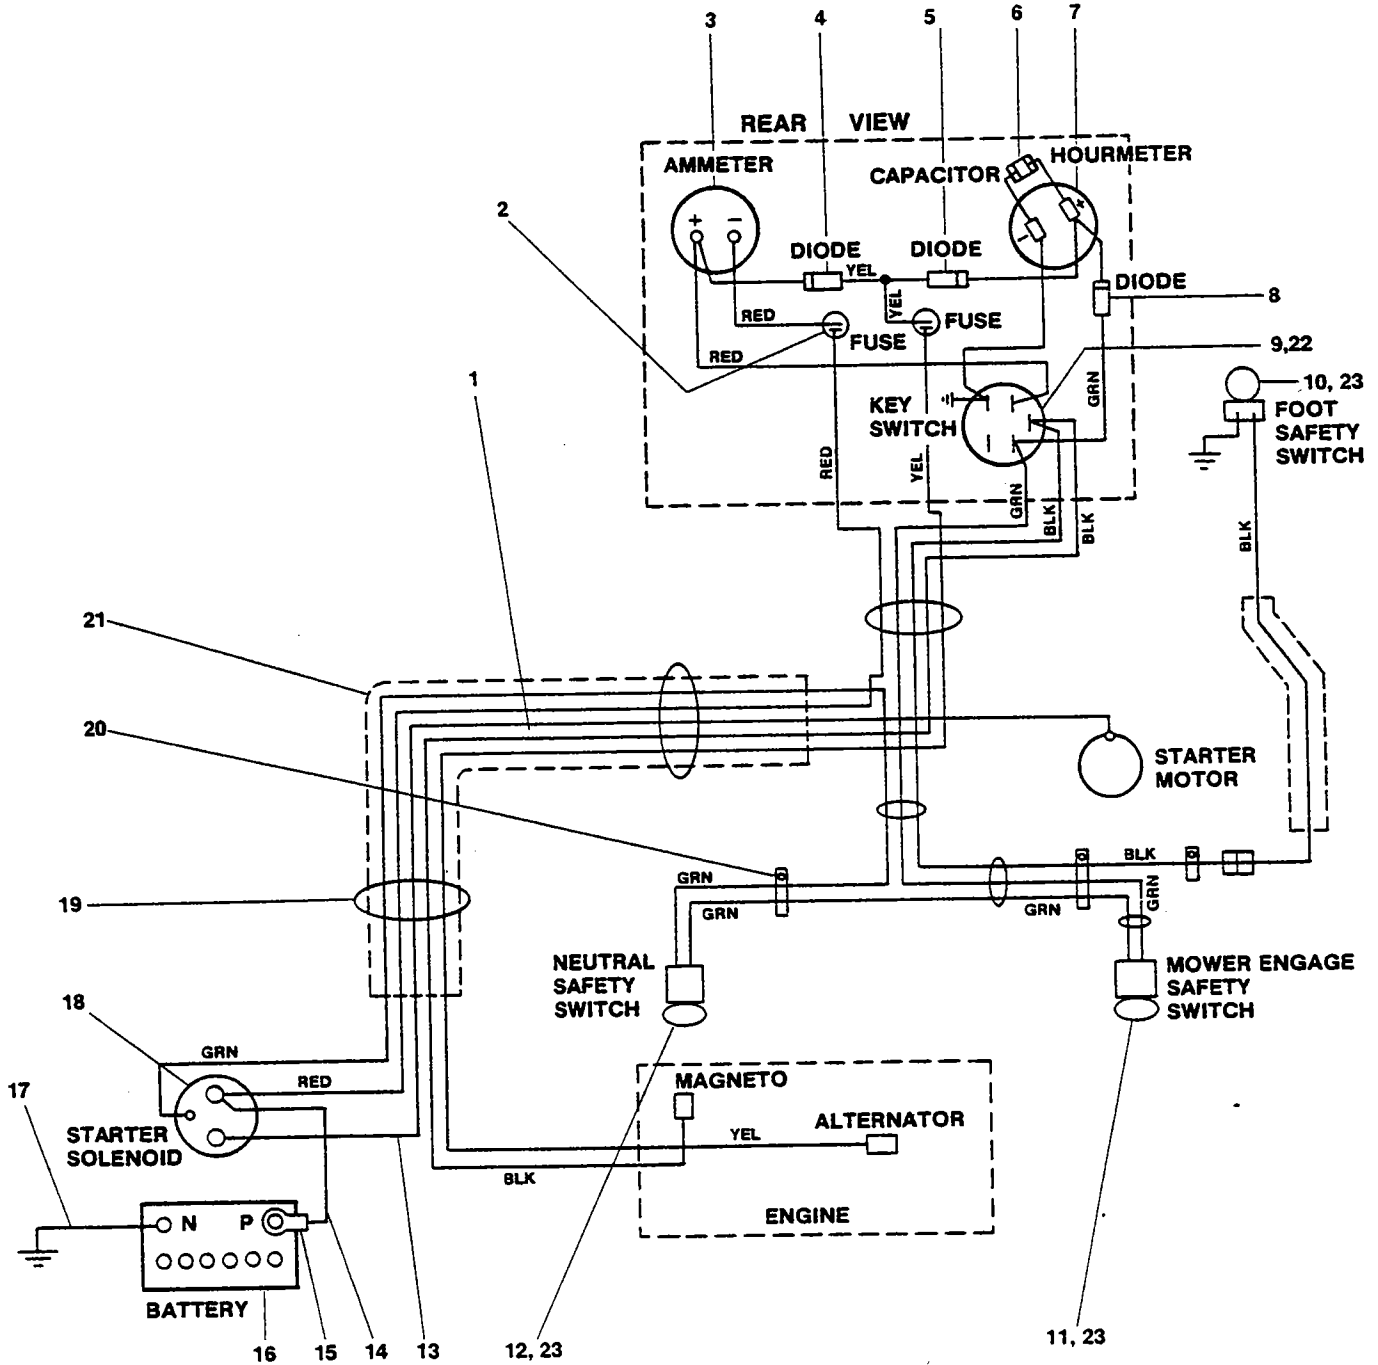 3
4
5
6
7
REAR VIEW
AMMETER
CAPACITOR
HOURMETER
2
+ −
− +
DIODE
DIODE
YEL
DIODE
8
YEL
RED
FUSE
FUSE
RED
9,22
1
GRN
10, 23
KEY
SWITCH
FOOT
SAFETY
SWITCH
RED
YEL
GRN
BLK
BLK
BLK
21
20
STARTER
MOTOR
BLK
GRN
GRN
GRN
GRN
19
NEUTRAL
SAFETY
SWITCH
MOWER ENGAGE
SAFETY
SWITCH
18
GRN
RED
17
MAGNETO
ALTERNATOR
STARTER
SOLENOID
YEL
BLK
N P
ENGINE
BATTERY
16
15
14
13
12, 23
11, 23